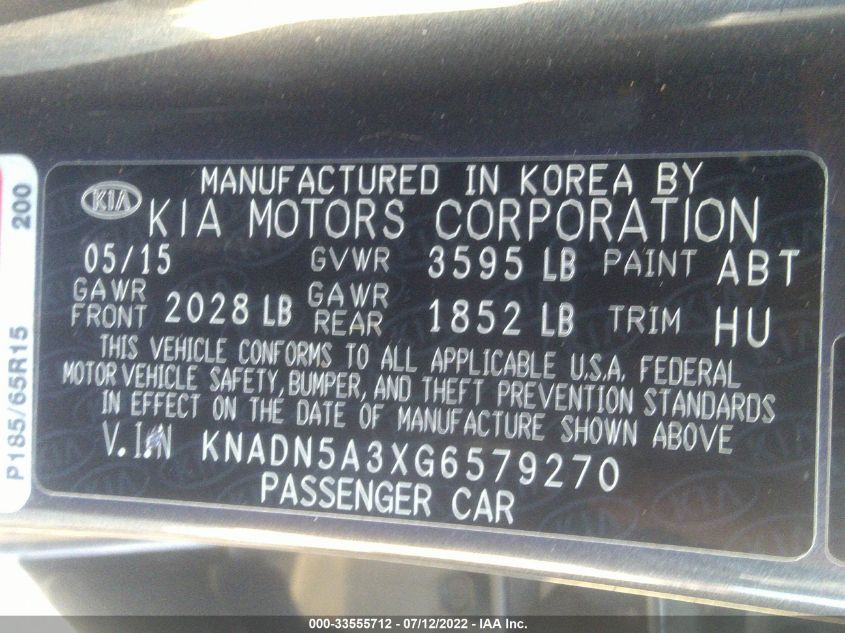 MANUFACTURED IN KOREA BY
KIA KIA MOTORS CORPORATION
05/15 GVWR 3595 LB PAINT ABT
GAWR FRONT 2028 LB GAWR REAR 1852 LB TRIM HU
THIS VEHICLE CONFORMS TO ALL APPLICABLE U.S.A. FEDERAL
MOTOR VEHICLE SAFETY, BUMPER, AND THEFT PREVENTION STANDARDS
IN EFFECT ON THE DATE OF MANUFACTURE SHOWN ABOVE
V.I.N KNADN5A3XG6579270
PASSENGER CAR
P185/65R15 200
000-33555712 - 07/12/2022 - IAA Inc.